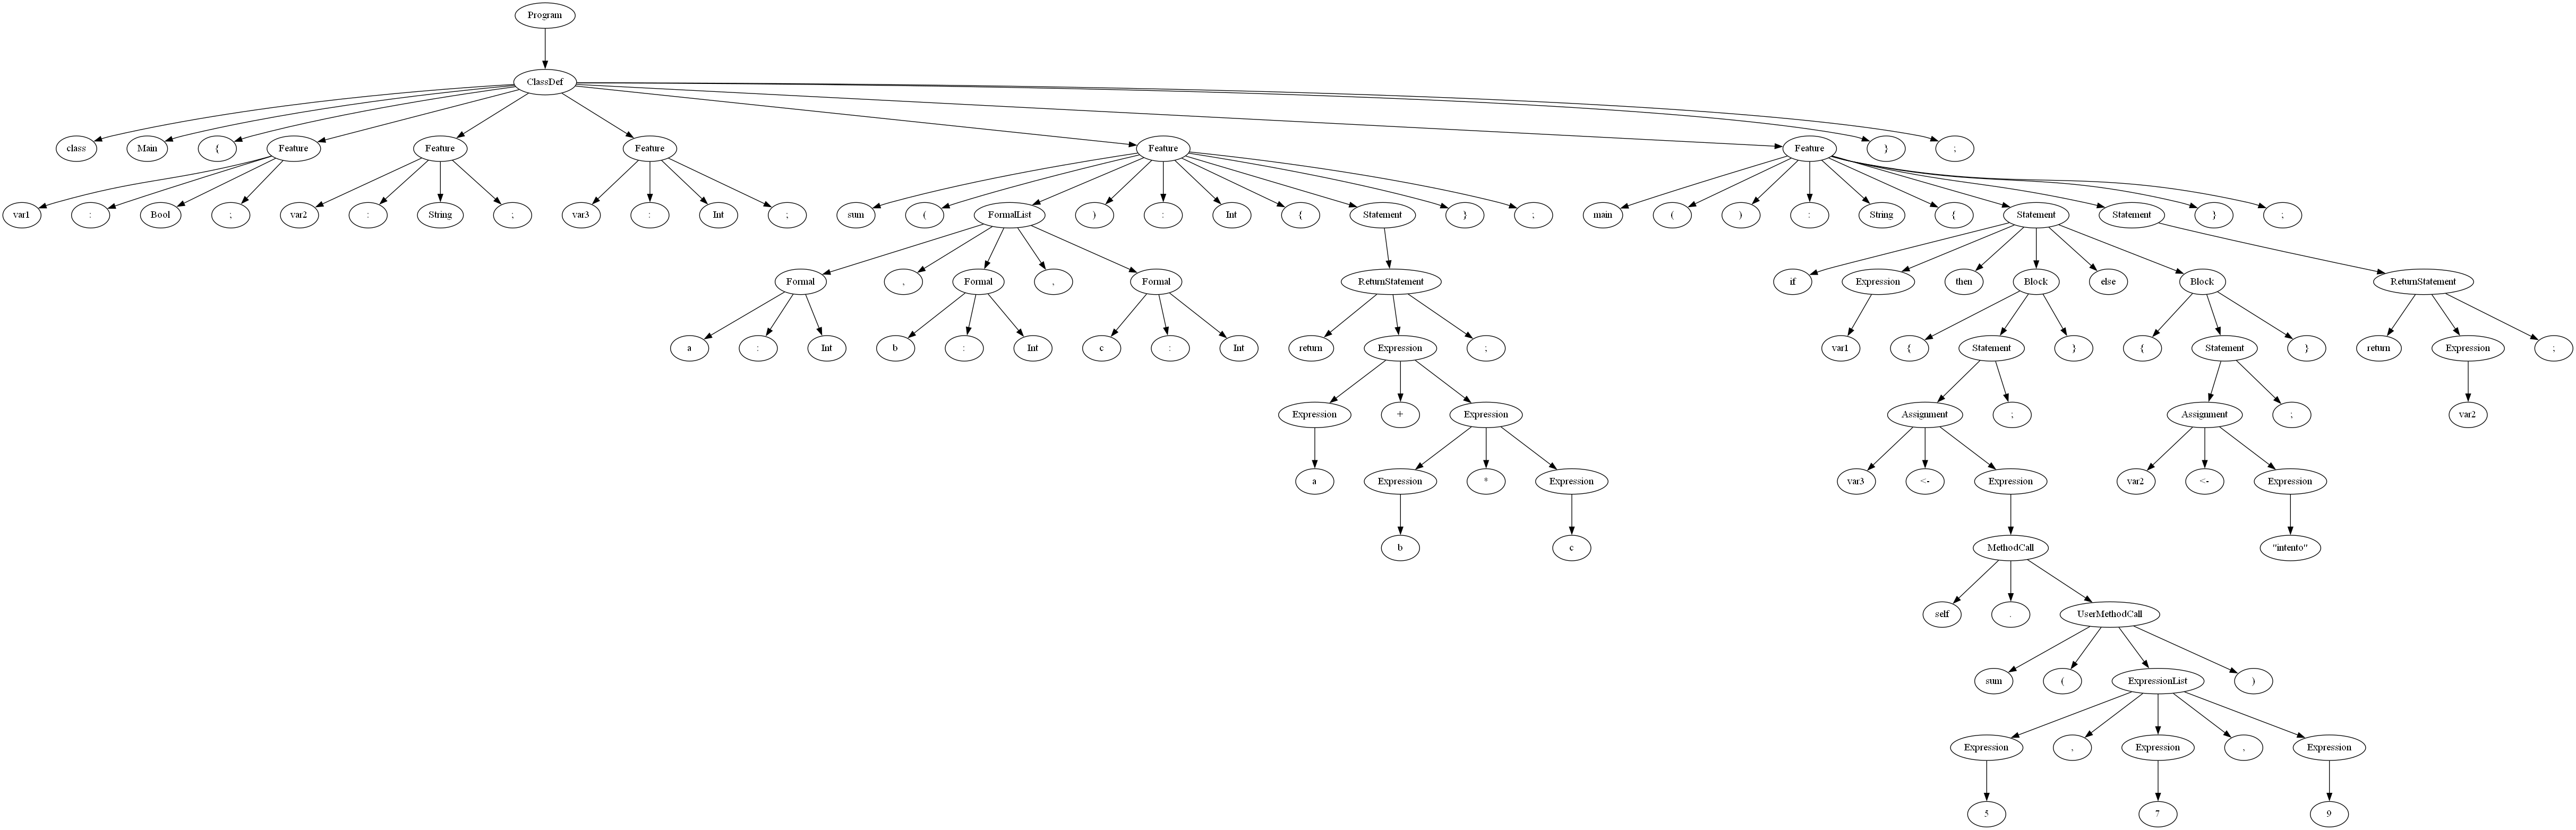 Program
ClassDef
class Main { Feature Feature Feature Feature Feature } ;
var1 : Bool ; var2 : String ; var3 : Int ; sum ( FormalList ) : Int { Statement } ; main ( ) : String { Statement Statement } ;
Formal , Formal , Formal ReturnStatement if Expression then Block else Block ReturnStatement
a : Int b : Int c : Int return Expression ; var1 { Statement } { Statement } return Expression ;
Expression + Expression Assignment ; Assignment ; var2
a Expression * Expression var3 <- Expression var2 <- Expression
b c MethodCall "intento"
self . UserMethodCall
sum ( ExpressionList )
Expression , Expression , Expression
5 7 9